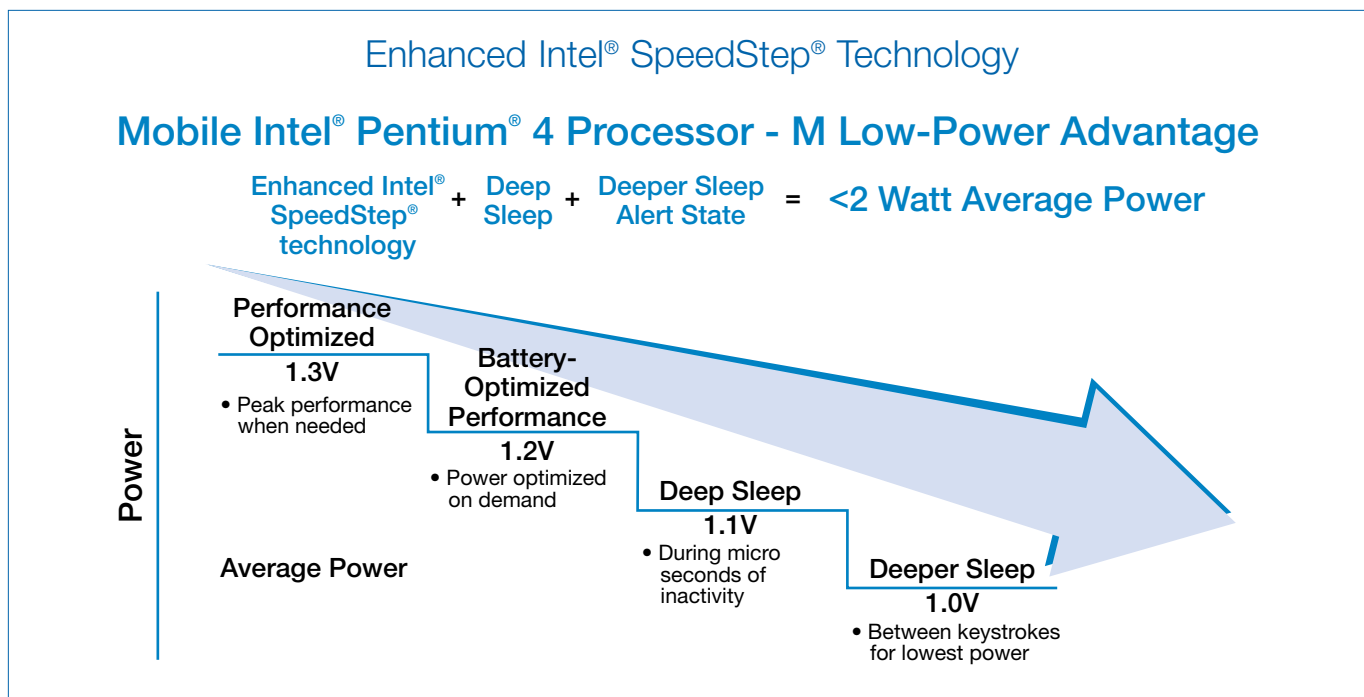 Enhanced Intel® SpeedStep® Technology
Mobile Intel® Pentium® 4 Processor - M Low-Power Advantage
Enhanced Intel®
SpeedStep®
technology
+
Deep
Sleep
+
Deeper Sleep
Alert State
=
<2 Watt Average Power
Power
Performance
Optimized
1.3V
• Peak performance
when needed
Battery-
Optimized
Performance
1.2V
• Power optimized
on demand
Deep Sleep
1.1V
• During micro
seconds of
inactivity
Deeper Sleep
1.0V
• Between keystrokes
for lowest power
Average Power